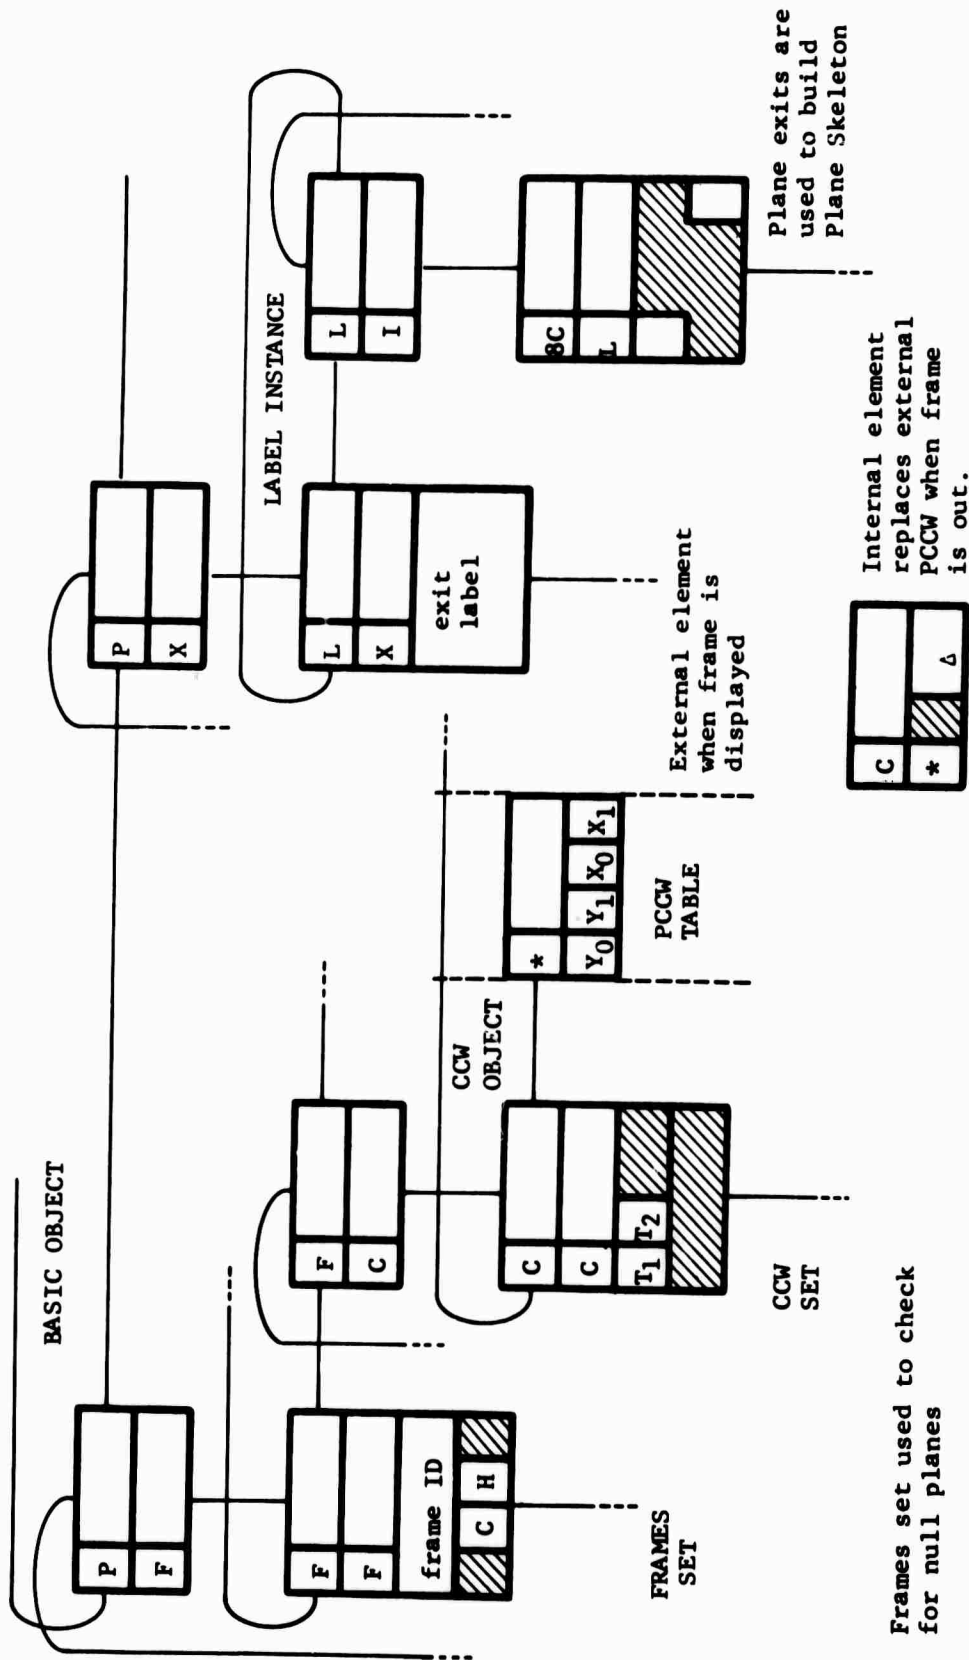 BASIC OBJECT
P
F
P
X
F
F
frame ID
C H
F
C
LABEL INSTANCE
L
X
exit
label
L
I
CCW
OBJECT
C
C
T1 T2
*
Y0 Y1 X0 X1
8C
L
FRAMES
SET
CCW
SET
PCCW
TABLE
External element
when frame is
displayed
Plane exits are
used to build
Plane Skeleton
Frames set used to check
for null planes
C
* Δ
Internal element
replaces external
PCCW when frame
is out.